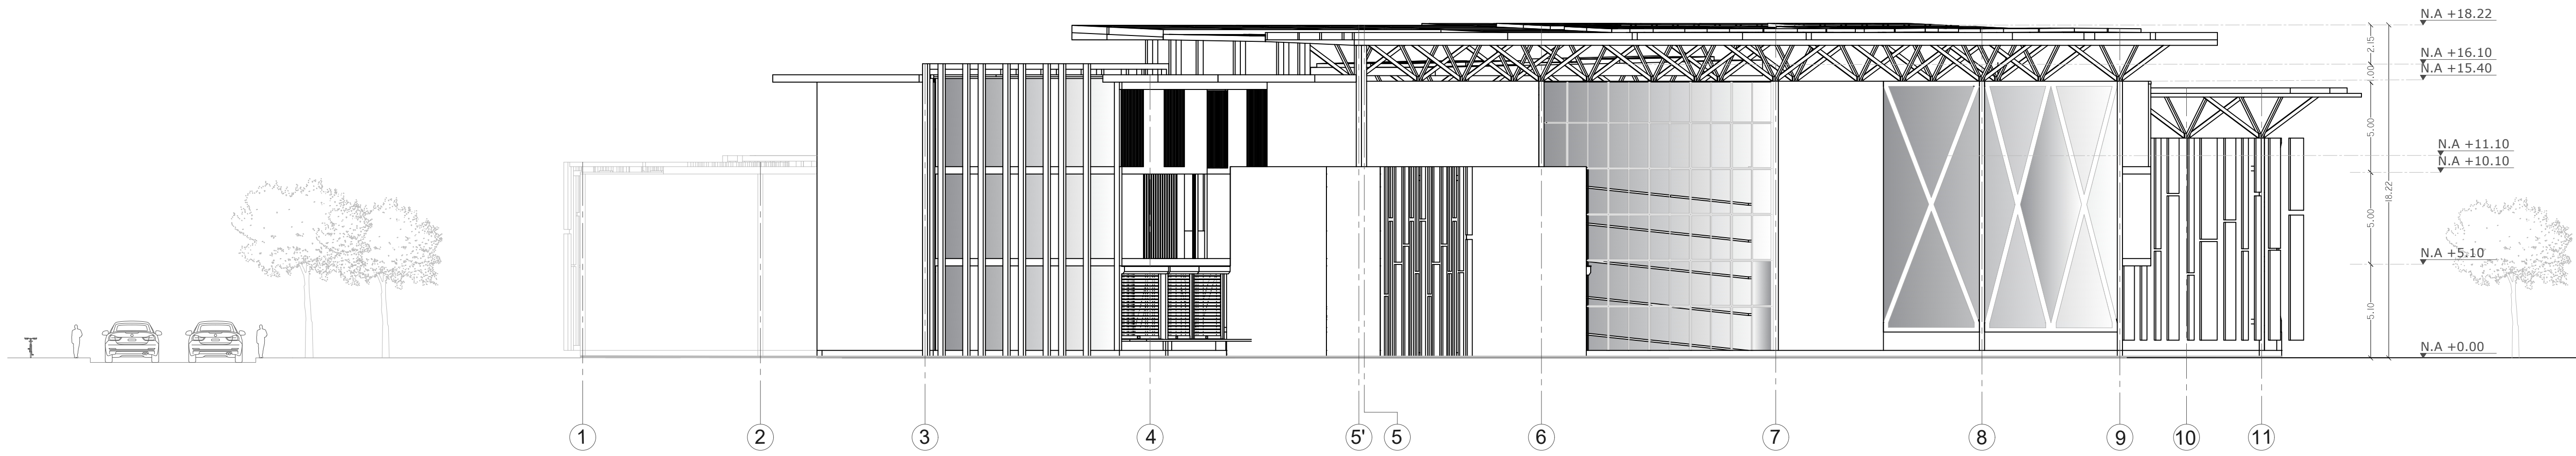 N.A +18.22
N.A +16.10
N.A +15.40
N.A +11.10
N.A +10.10
N.A +5.10
N.A +0.00
2.15
1.00
5.00
5.00
5.10
18.22
1 2 3 4 5' 5 6 7 8 9 10 11